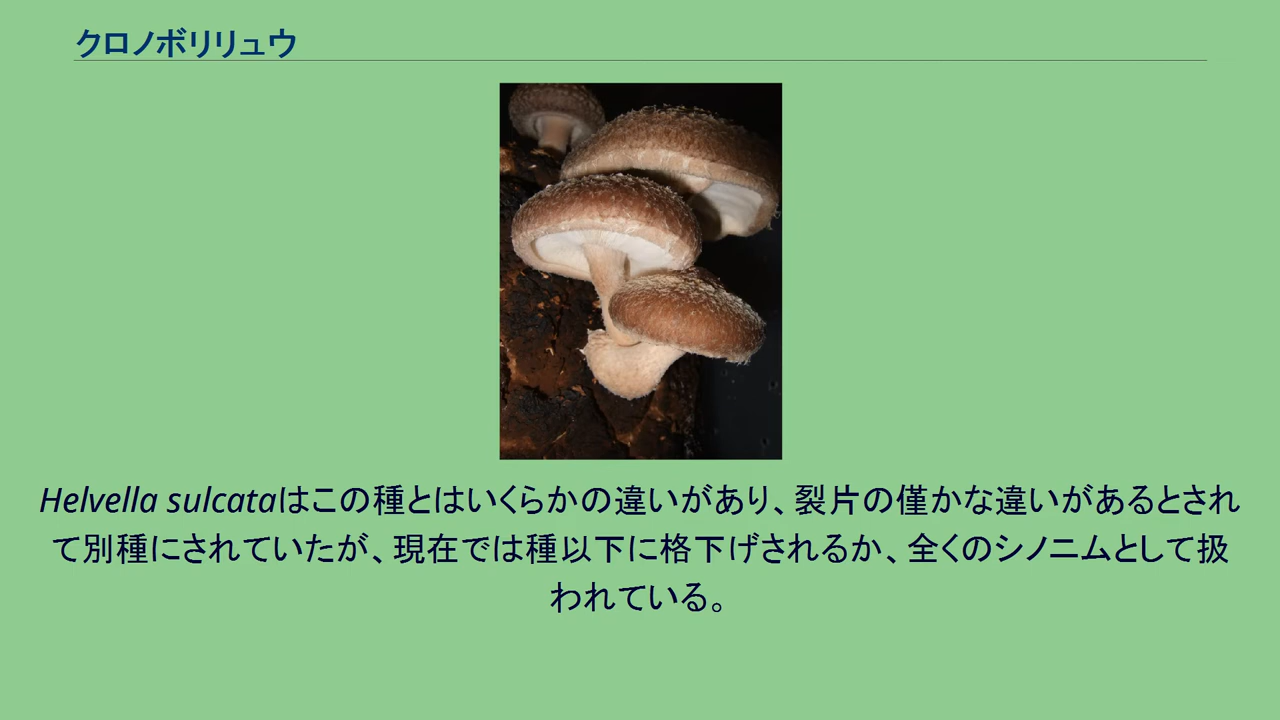 クロノボリリュウ
Helvella sulcataはこの種とはいくらかの違いがあり、裂片の僅かな違いがあるとされ
て別種にされていたが、現在では種以下に格下げされるか、全くのシノニムとして扱
われている。